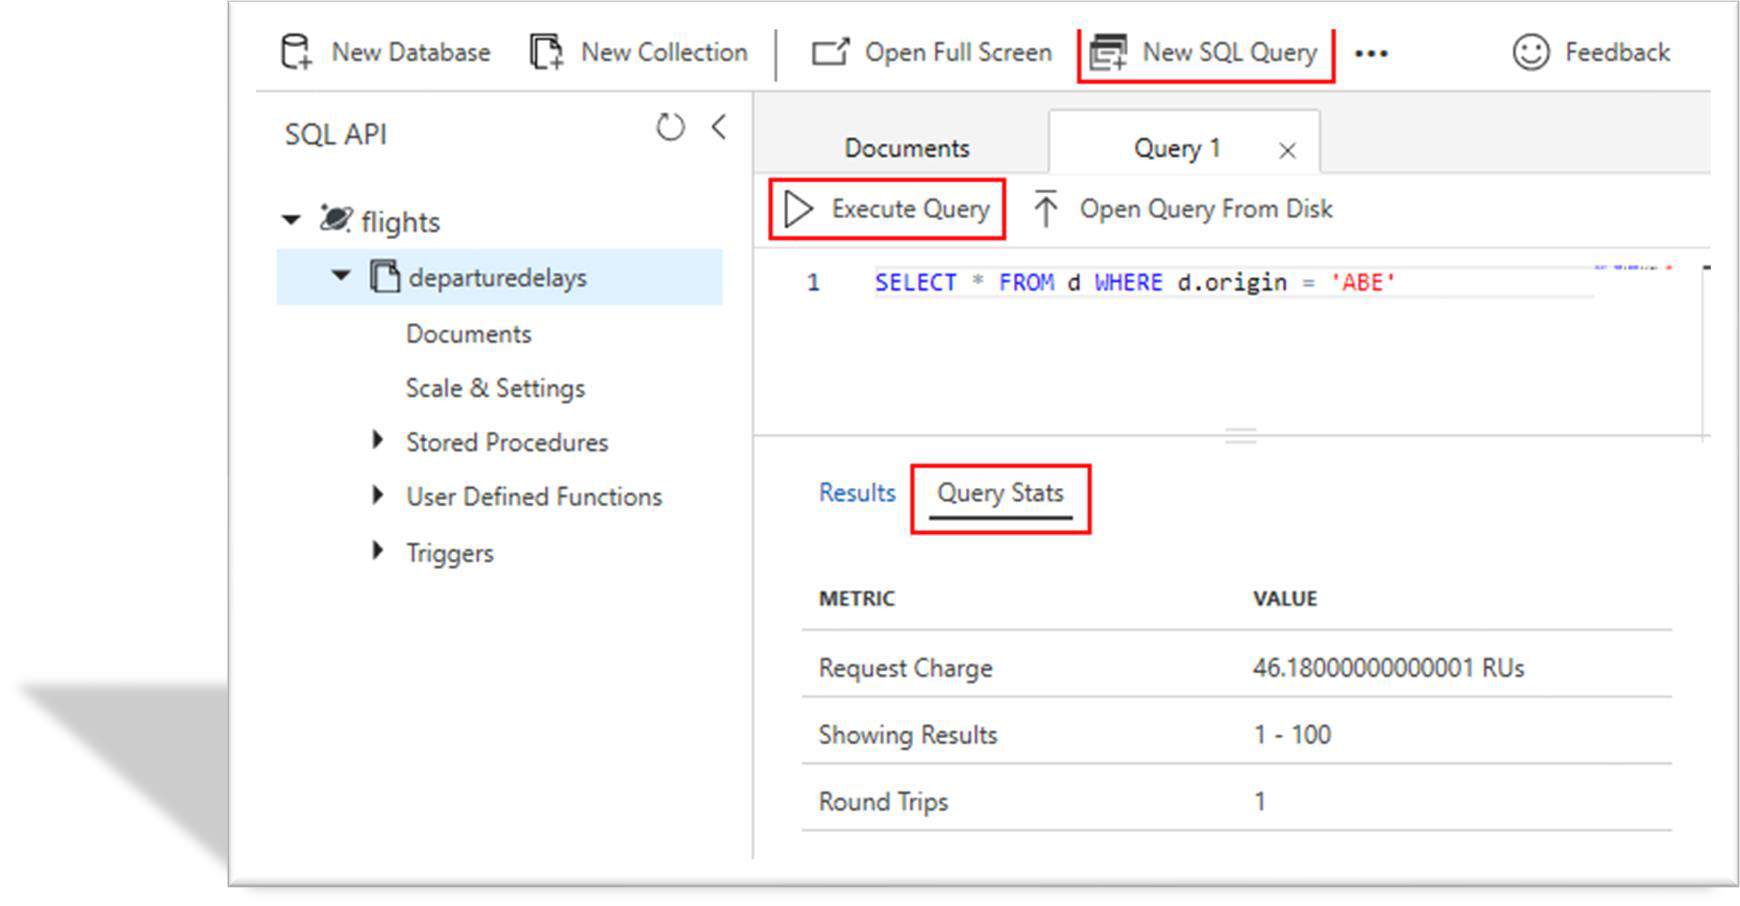 New Database New Collection Open Full Screen New SQL Query ••• Feedback
SQL API
flights
departuredelays
Documents
Scale & Settings
Stored Procedures
User Defined Functions
Triggers
Documents Query 1
Execute Query Open Query From Disk
1 SELECT * FROM d WHERE d.origin = 'ABE'
Results Query Stats
METRIC VALUE
Request Charge 46.18000000000001 RUs
Showing Results 1 - 100
Round Trips 1